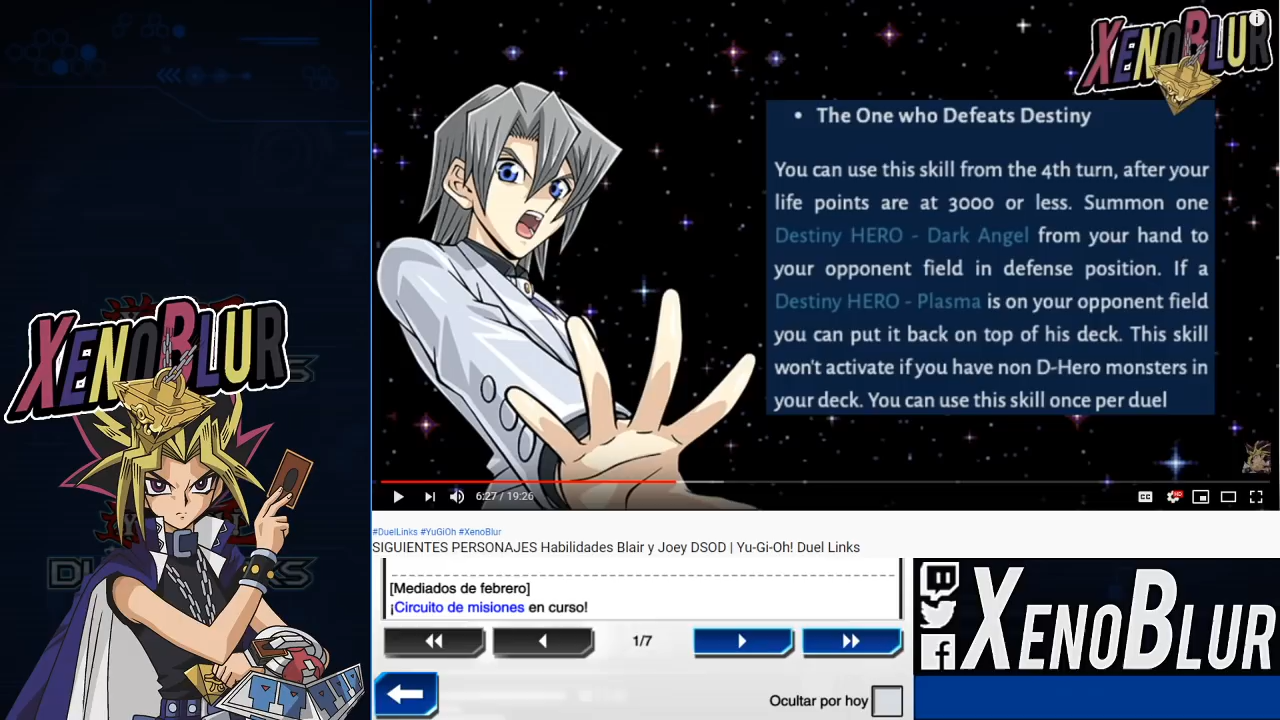 XENOBLUR
• The One who Defeats Destiny
You can use this skill from the 4th turn, after your
life points are at 3000 or less. Summon one
Destiny HERO - Dark Angel from your hand to
your opponent field in defense position. If a
Destiny HERO - Plasma is on your opponent field
you can put it back on top of his deck. This skill
won't activate if you have non D-Hero monsters in
your deck. You can use this skill once per duel
XENOBLUR
6:27 / 19:26
CC
HD
#DuelLinks #YuGiOh #XenoBlur
SIGUIENTES PERSONAJES Habilidades Blair y Joey DSOD | Yu-Gi-Oh! Duel Links
[Mediados de febrero]
¡Circuito de misiones en curso!
1/7
Ocultar por hoy
XENOBLUR